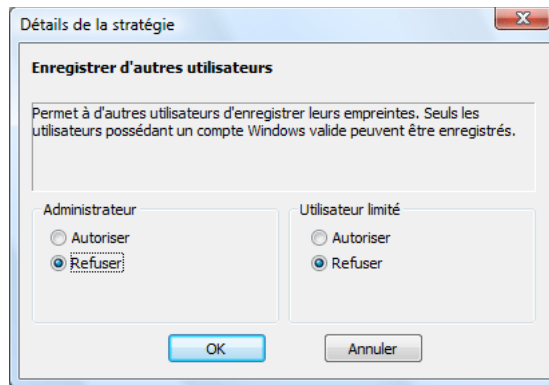 Détails de la stratégie
Enregistrer d'autres utilisateurs
Permet à d'autres utilisateurs d'enregistrer leurs empreintes. Seuls les
utilisateurs possédant un compte Windows valide peuvent être enregistrés.
Administrateur
Autoriser
Refuser
Utilisateur limité
Autoriser
Refuser
OK
Annuler